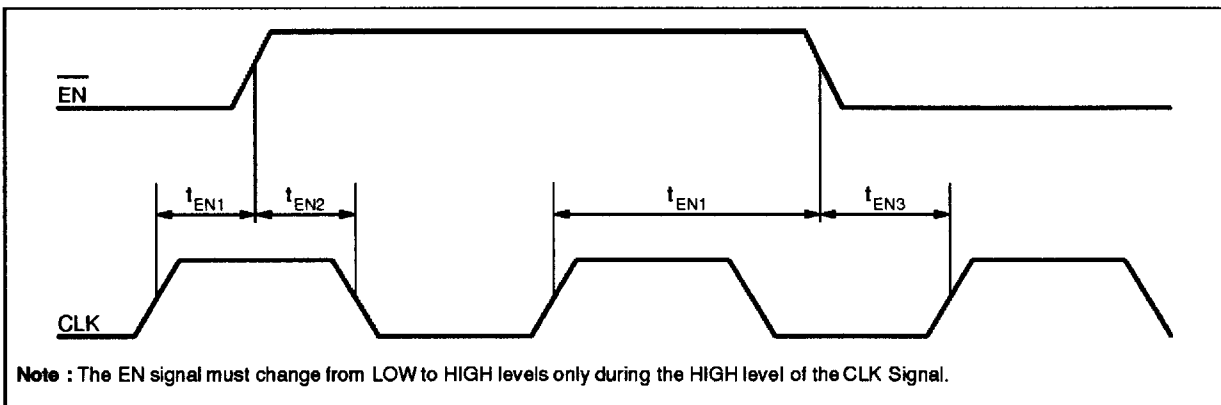 E̅N̅
tEN1
tEN2
tEN1
tEN3
CLK
Note : The EN signal must change from LOW to HIGH levels only during the HIGH level of the CLK Signal.